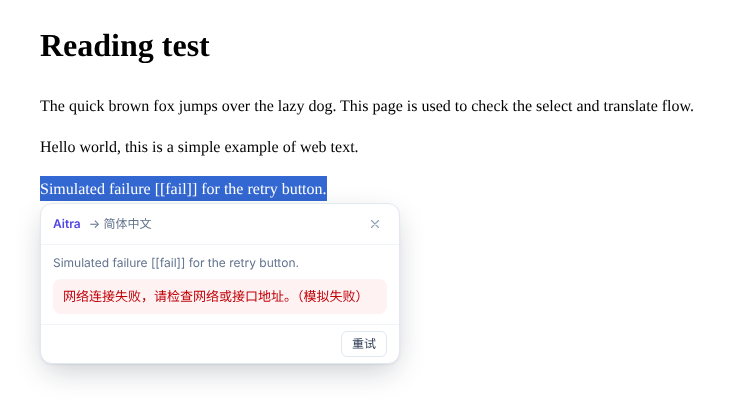 Reading test
The quick brown fox jumps over the lazy dog. This page is used to check the select and translate flow.
Hello world, this is a simple example of web text.
Simulated failure [[fail]] for the retry button.
Aitra → 简体中文 ×
Simulated failure [[fail]] for the retry button.
网络连接失败，请检查网络或接口地址。（模拟失败）
重试